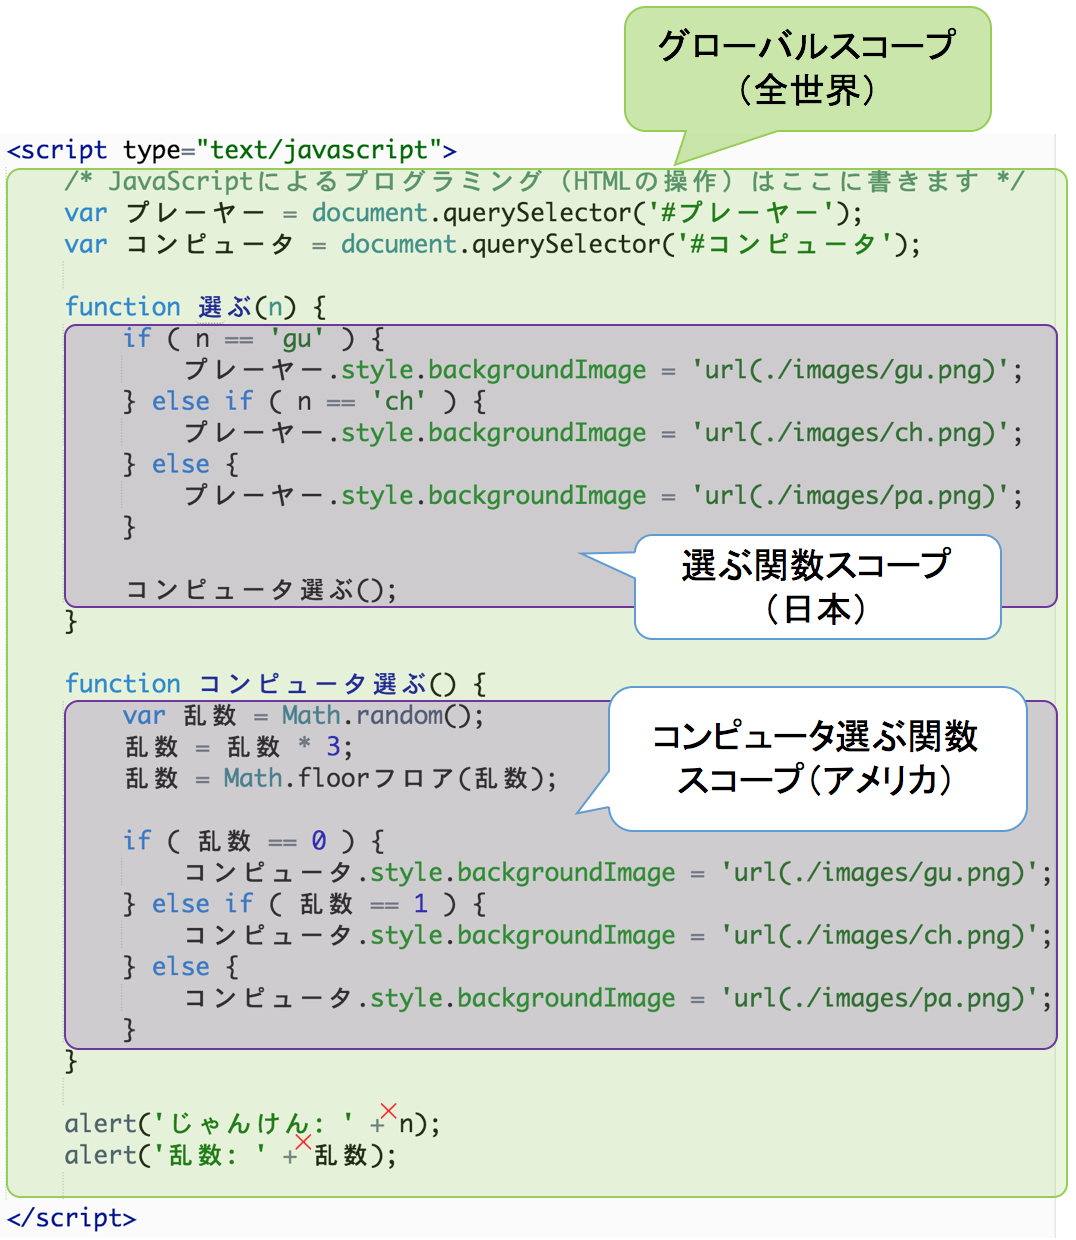 グローバルスコープ
（全世界）
<script type="text/javascript">
/* JavaScriptによるプログラミング（HTMLの操作）はここに書きます */
var プレーヤー = document.querySelector('#プレーヤー');
var コンピュータ = document.querySelector('#コンピュータ');
function 選ぶ(n) {
if ( n == 'gu' ) {
プレーヤー.style.backgroundImage = 'url(./images/gu.png)';
} else if ( n == 'ch' ) {
プレーヤー.style.backgroundImage = 'url(./images/ch.png)';
} else {
プレーヤー.style.backgroundImage = 'url(./images/pa.png)';
}
選ぶ関数スコープ
（日本）
コンピュータ選ぶ();
}
function コンピュータ選ぶ() {
var 乱数 = Math.random();
乱数 = 乱数 * 3;
乱数 = Math.floorフロア(乱数);
コンピュータ選ぶ関数
スコープ（アメリカ）
if ( 乱数 == 0 ) {
コンピュータ.style.backgroundImage = 'url(./images/gu.png)';
} else if ( 乱数 == 1 ) {
コンピュータ.style.backgroundImage = 'url(./images/ch.png)';
} else {
コンピュータ.style.backgroundImage = 'url(./images/pa.png)';
}
}
alert('じゃんけん: ' + n);
alert('乱数: ' + 乱数);
</script>